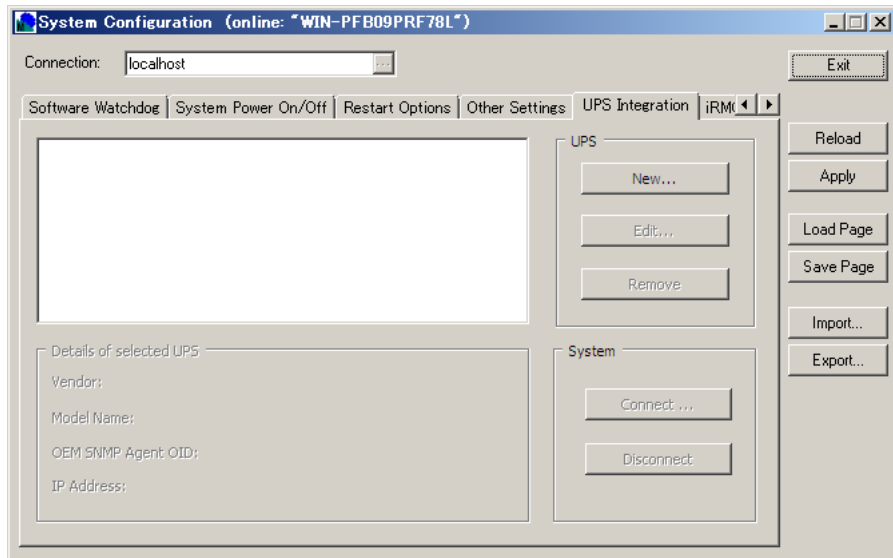 System Configuration (online: "WIN-PFB09PRF78L")
Connection: localhost ...
Exit
Software Watchdog System Power On/Off Restart Options Other Settings UPS Integration iRMC
UPS
New...
Edit...
Remove
Reload
Apply
Load Page
Save Page
Import...
Export...
Details of selected UPS
Vendor:
Model Name:
OEM SNMP Agent OID:
IP Address:
System
Connect ...
Disconnect